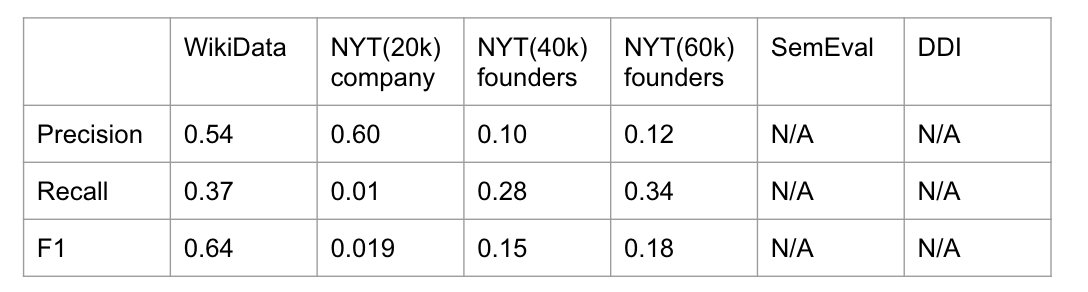 WikiData NYT(20k) NYT(40k) NYT(60k) SemEval DDI
company founders founders
Precision 0.54 0.60 0.10 0.12 N/A N/A
Recall 0.37 0.01 0.28 0.34 N/A N/A
F1 0.64 0.019 0.15 0.18 N/A N/A